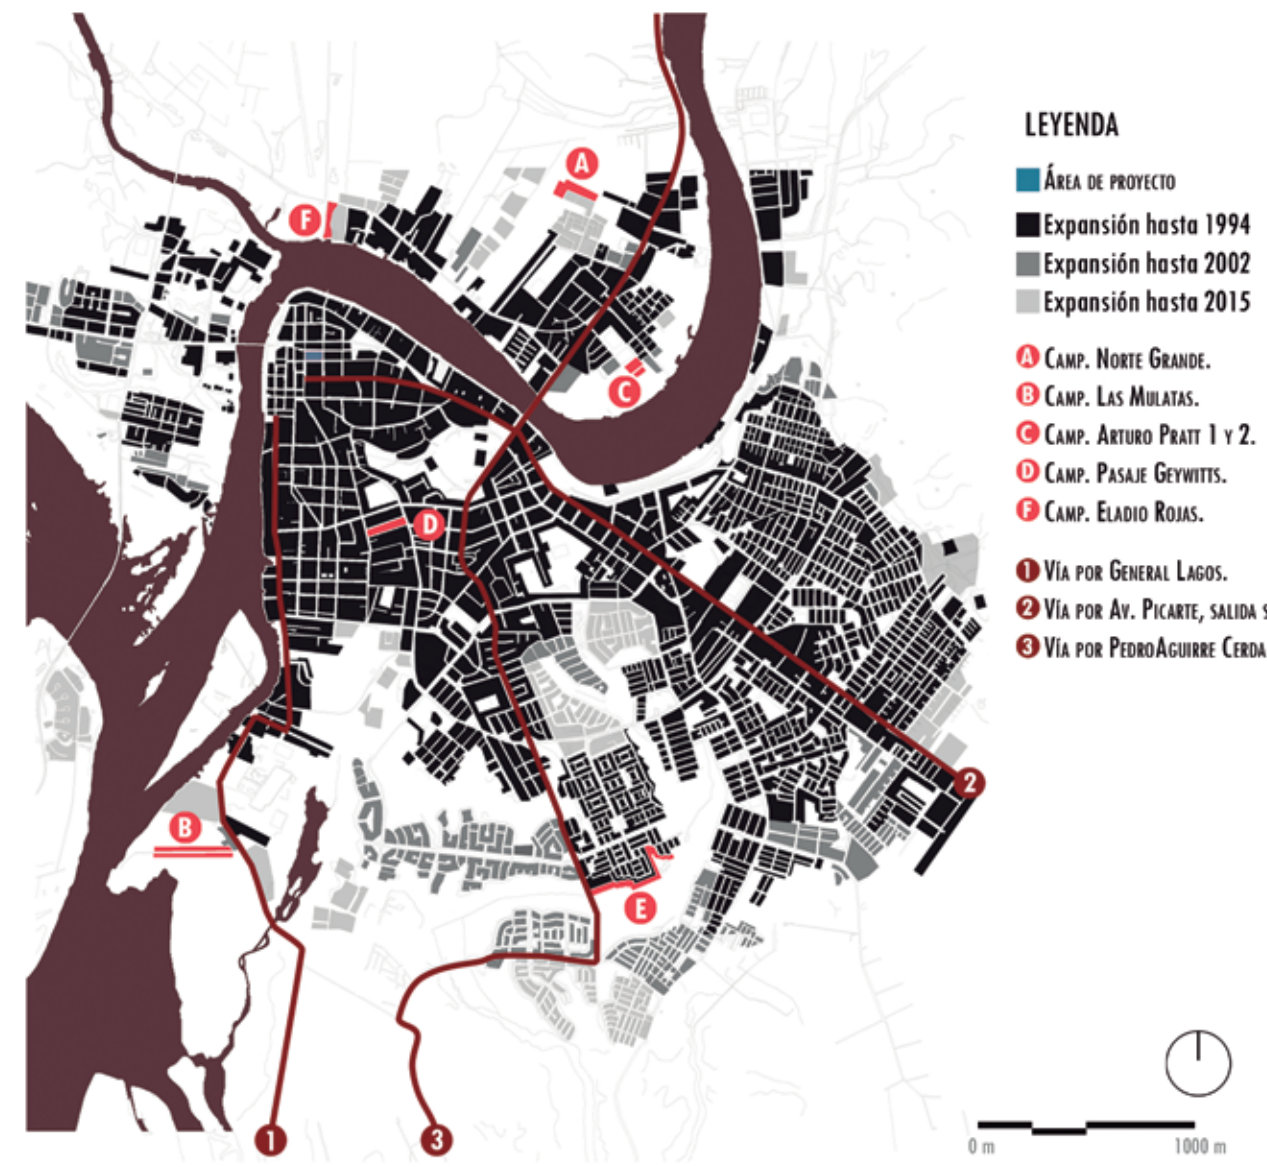 LEYENDA
ÁREA DE PROYECTO
Expansión hasta 1994
Expansión hasta 2002
Expansión hasta 2015
A CAMP. NORTE GRANDE.
B CAMP. LAS MULATAS.
C CAMP. ARTURO PRATT 1 Y 2.
D CAMP. PASAJE GEYWITTS.
F CAMP. ELADIO ROJAS.
1 VÍA POR GENERAL LAGOS.
2 VÍA POR AV. PICARTE, SALIDA S
3 VÍA POR PEDROAGUIRRE CERDA
A
F
C
D
2
B
E
1
3
0 m 1000 m